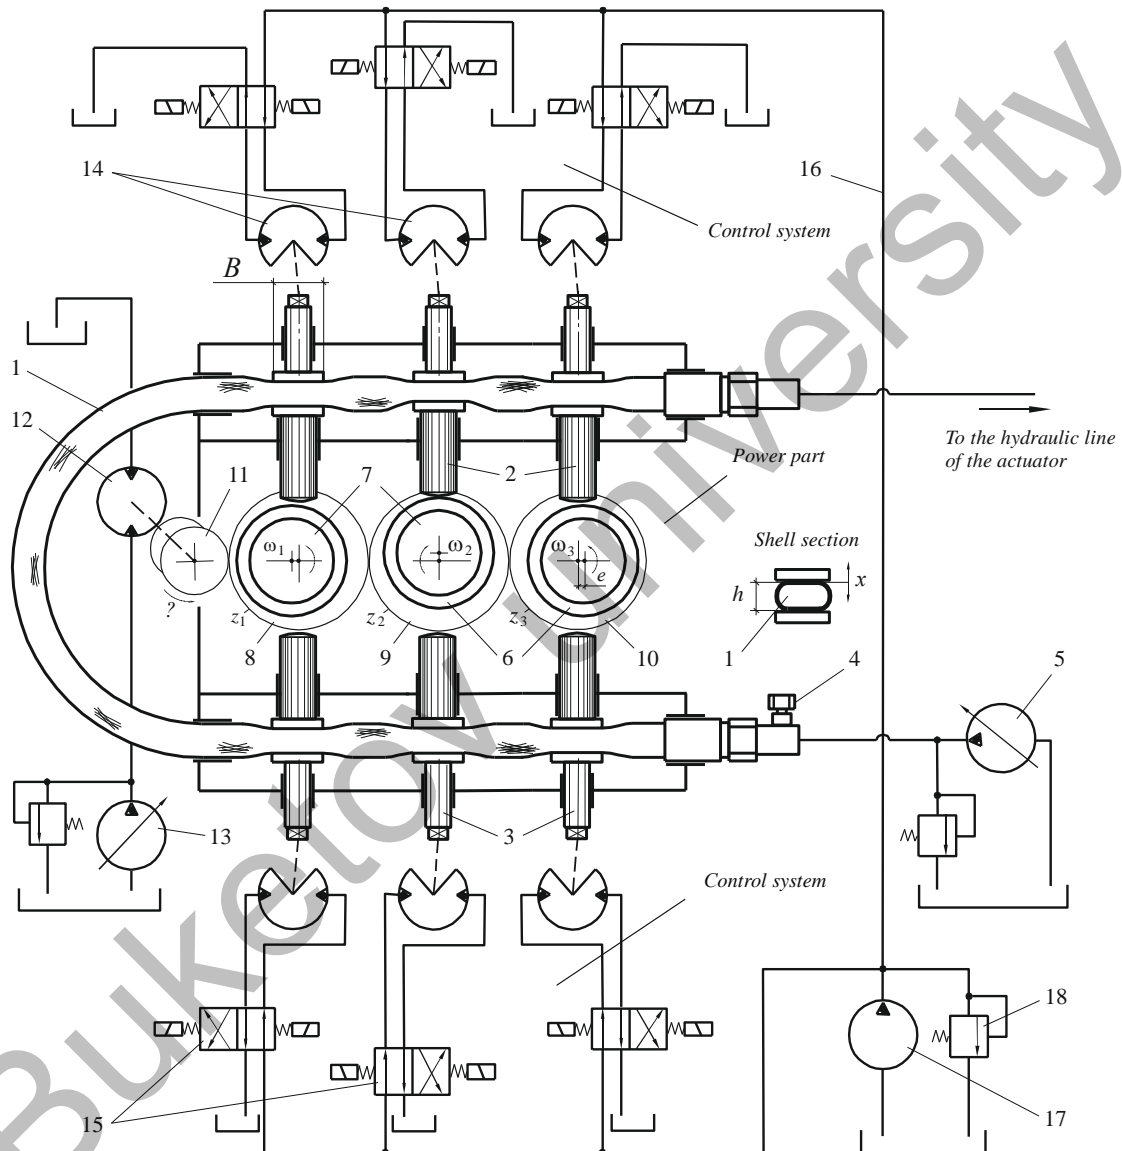 14
16
Control system
B
1
12
To the hydraulic line
of the actuator
Power part
2
11
7
Shell section
ω1
ω2
ω3
e
h
x
?
z1
z2
z3
8
9
6
10
1
4
5
13
3
Control system
18
15
17
Buketov university